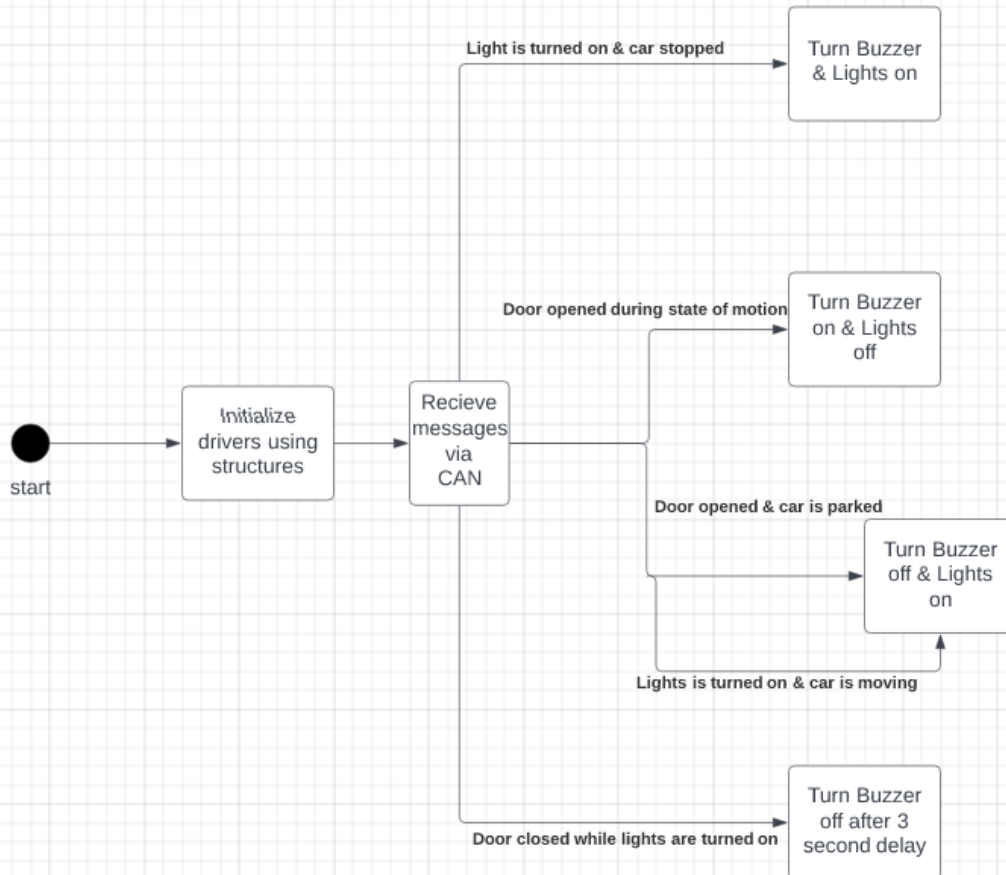 Light is turned on & car stopped
Turn Buzzer
& Lights on
Door opened during state of motion
Turn Buzzer
on & Lights
off
start
Initialize
drivers using
structures
Recieve
messages
via
CAN
Door opened & car is parked
Turn Buzzer
off & Lights
on
Lights is turned on & car is moving
Door closed while lights are turned on
Turn Buzzer
off after 3
second delay